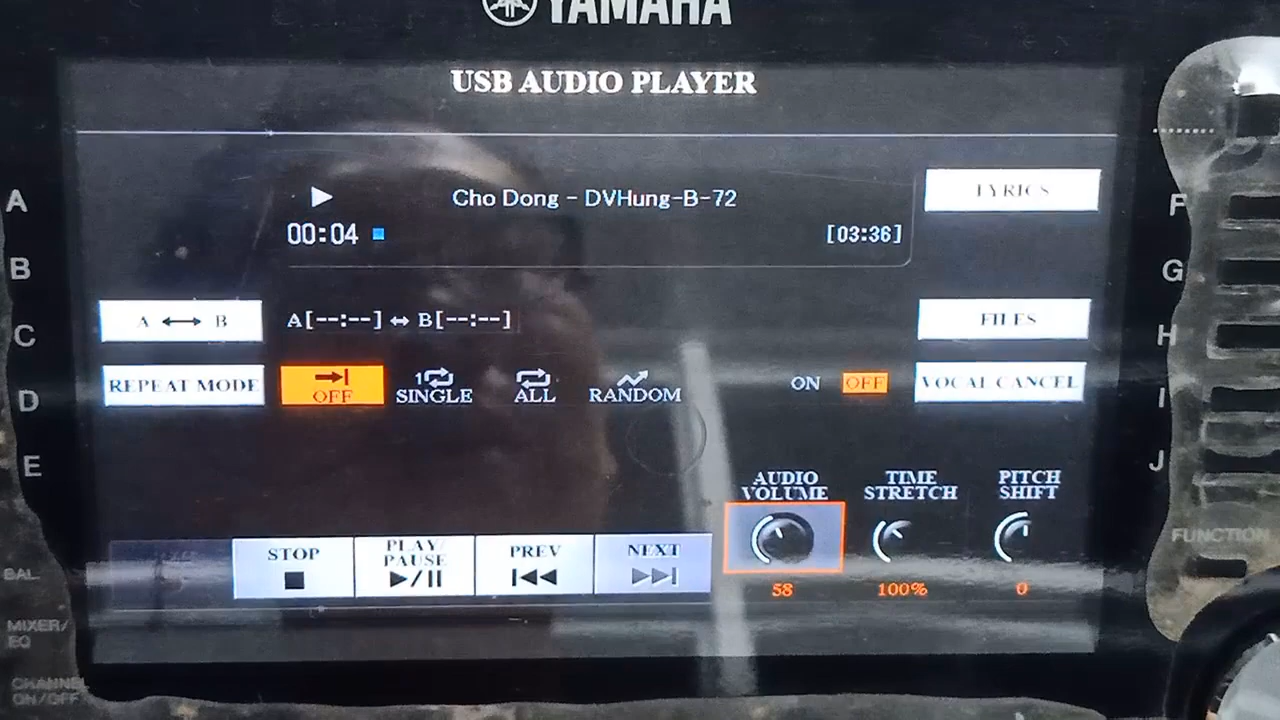 YAMAHA
USB AUDIO PLAYER
Cho Dong - DVHung-B-72
LYRICS
00:04
[03:36]
A
B
C
D
E
F
G
H
I
J
A ↔ B
A[--:--] ↔ B[--:--]
FILES
REPEAT MODE
OFF
1 SINGLE
ALL
RANDOM
ON
OFF
VOCAL CANCEL
AUDIO
VOLUME
TIME
STRETCH
PITCH
SHIFT
58
100%
0
STOP
PLAY/
PAUSE
PREV
NEXT
FUNCTION
BAL
MIXER/
EQ
CHANNEL
ON/OFF